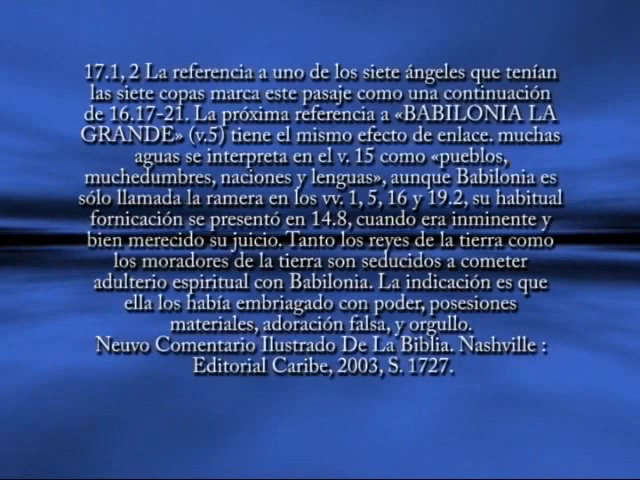 17.1, 2 La referencia a uno de los siete ángeles que tenían
las siete copas marca este pasaje como una continuación
de 16.17-21. La próxima referencia a «BABILONIA LA
GRANDE» (v.5) tiene el mismo efecto de enlace. muchas
aguas se interpreta en el v. 15 como «pueblos,
muchedumbres, naciones y lenguas», aunque Babilonia es
sólo llamada la ramera en los vv. 1, 5, 16 y 19.2, su habitual
fornicación se presentó en 14.8, cuando era inminente y
bien merecido su juicio. Tanto los reyes de la tierra como
los moradores de la tierra son seducidos a cometer
adulterio espiritual con Babilonia. La indicación es que
ella los había embriagado con poder, posesiones
materiales, adoración falsa, y orgullo.
Neuvo Comentario Ilustrado De La Biblia. Nashville :
Editorial Caribe, 2003, S. 1727.